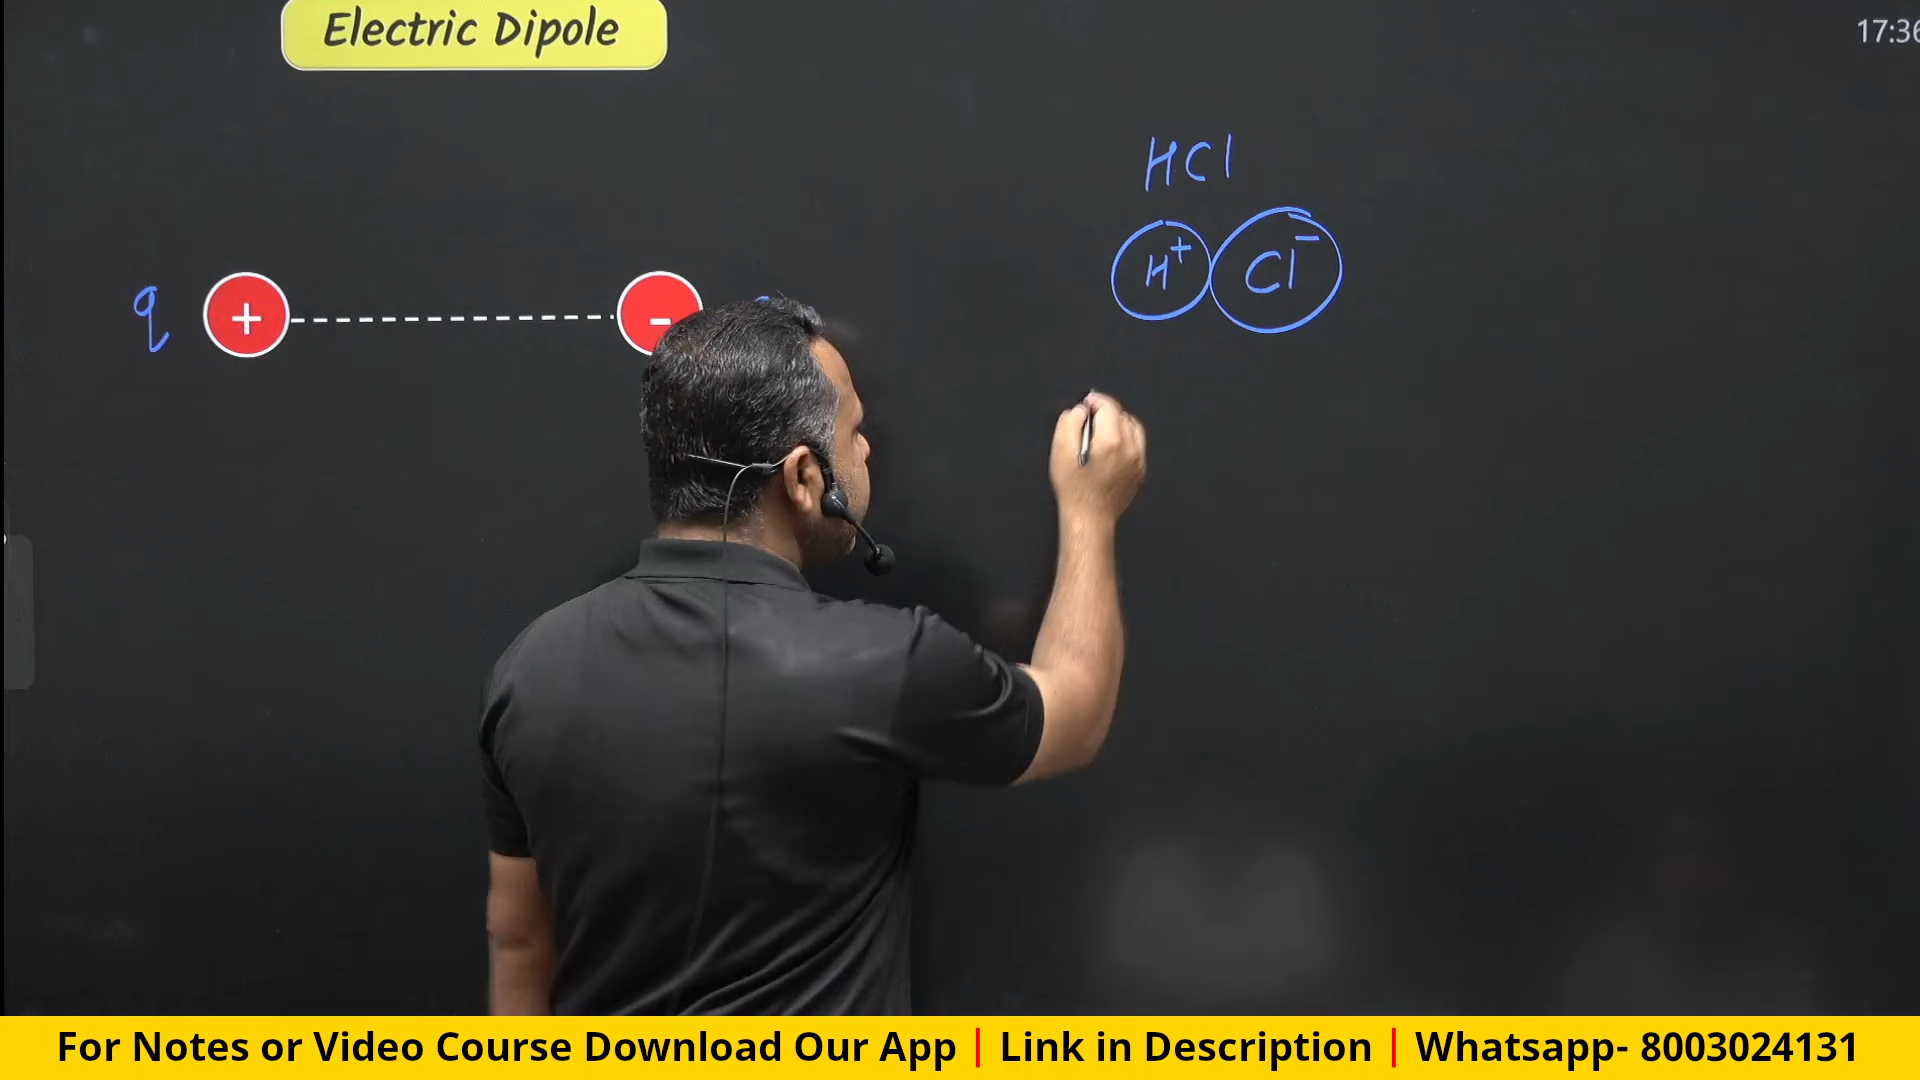 Electric Dipole
17:36
HCl
q + -
H+ Cl-
For Notes or Video Course Download Our App | Link in Description | Whatsapp- 8003024131